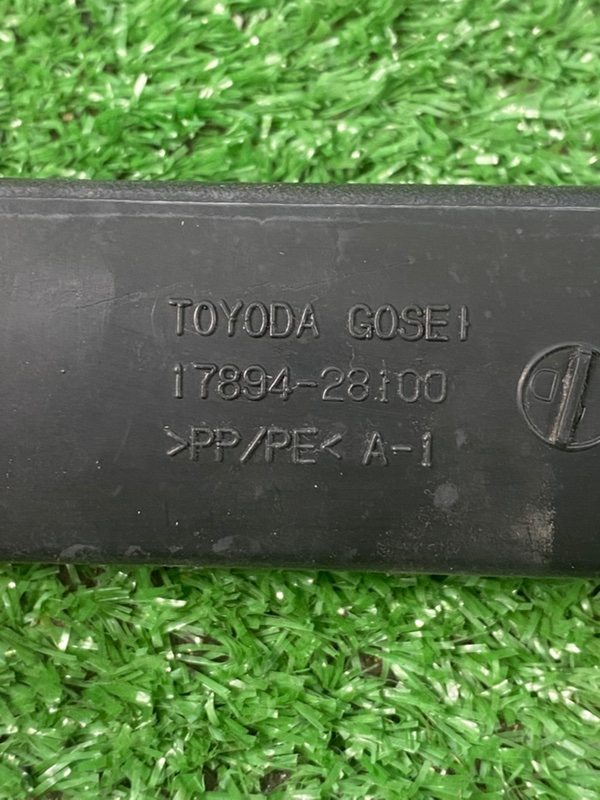 TOYODA GOSEI
17894-28100
>PP/PE< A-1